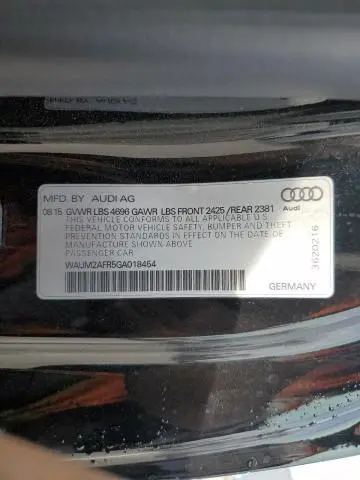 MFD. BY AUDI AG
08.15 GVWR LBS 4696 GAWR LBS FRONT 2425 /REAR 2381
THIS VEHICLE CONFORMS TO ALL APPLICABLE U.S.
FEDERAL MOTOR VEHICLE SAFETY, BUMPER AND THEFT
PREVENTION STANDARDS IN EFFECT ON THE DATE OF
MANUFACTURE SHOWN ABOVE.
PASSENGER CAR
WAUM2AFR5GA018454
Audi
3620216
GERMANY